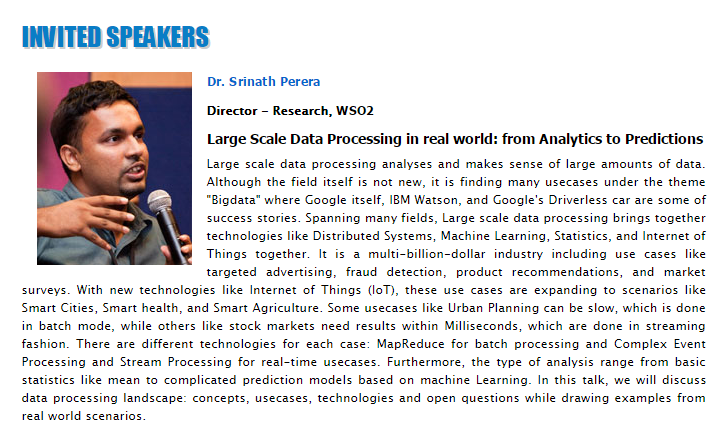 INVITED SPEAKERS
Dr. Srinath Perera
Director – Research, WSO2
Large Scale Data Processing in real world: from Analytics to Predictions
Large scale data processing analyses and makes sense of large amounts of data.
Although the field itself is not new, it is finding many usecases under the theme
"Bigdata" where Google itself, IBM Watson, and Google's Driverless car are some of
success stories. Spanning many fields, Large scale data processing brings together
technologies like Distributed Systems, Machine Learning, Statistics, and Internet of
Things together. It is a multi-billion-dollar industry including use cases like
targeted advertising, fraud detection, product recommendations, and market
surveys. With new technologies like Internet of Things (IoT), these use cases are expanding to scenarios like
Smart Cities, Smart health, and Smart Agriculture. Some usecases like Urban Planning can be slow, which is done
in batch mode, while others like stock markets need results within Milliseconds, which are done in streaming
fashion. There are different technologies for each case: MapReduce for batch processing and Complex Event
Processing and Stream Processing for real-time usecases. Furthermore, the type of analysis range from basic
statistics like mean to complicated prediction models based on machine Learning. In this talk, we will discuss
data processing landscape: concepts, usecases, technologies and open questions while drawing examples from
real world scenarios.